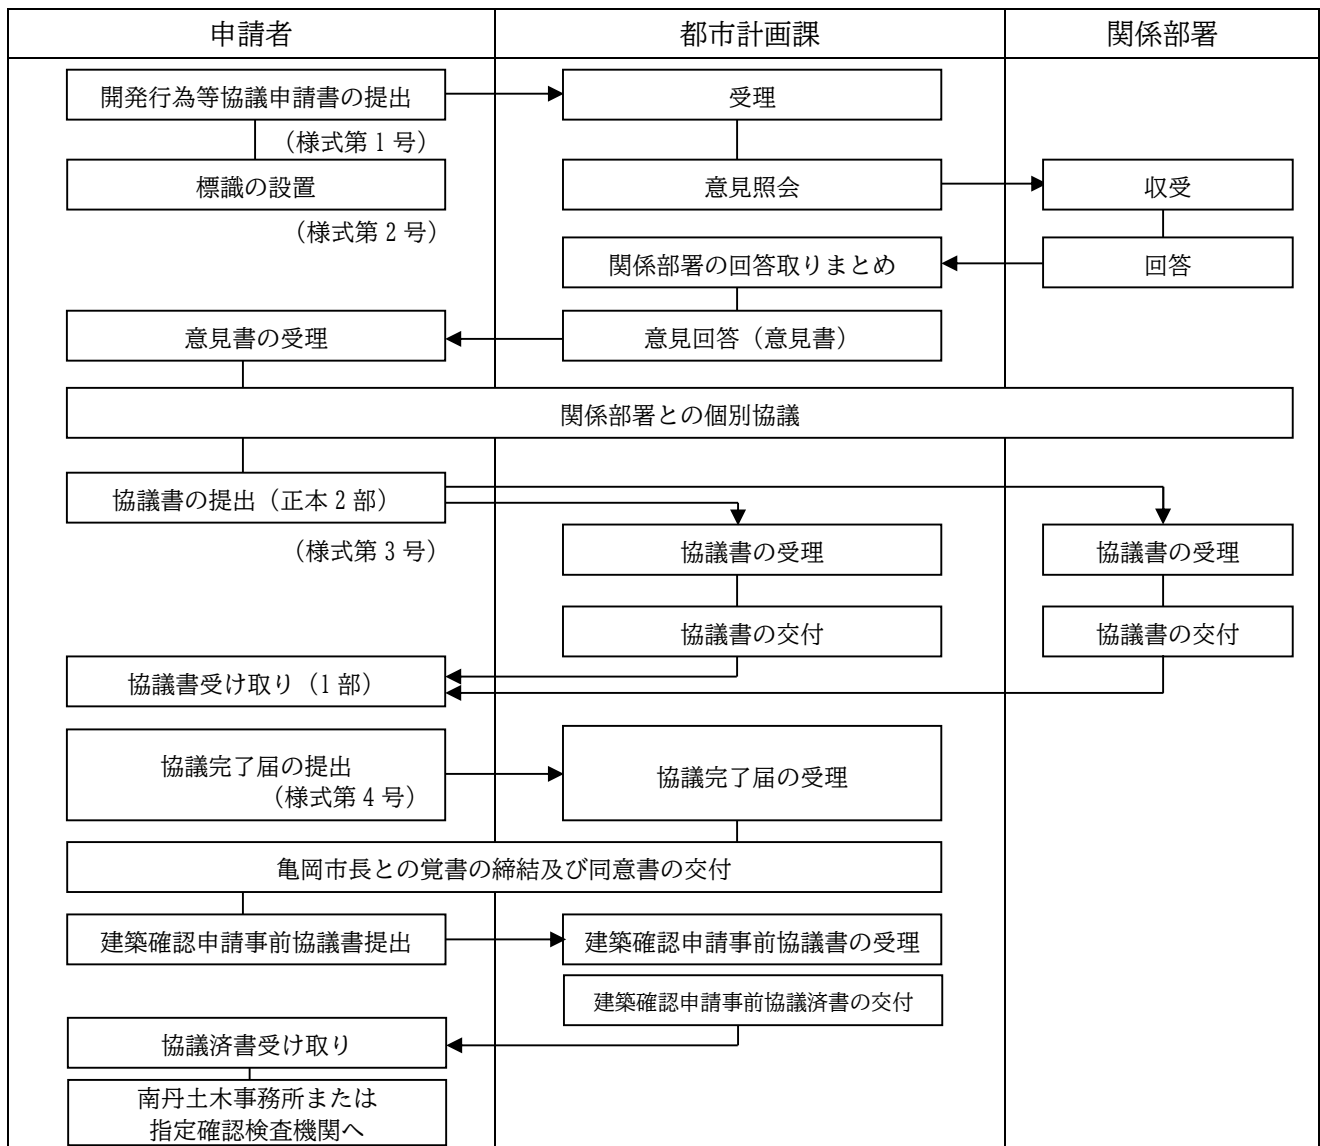 申請者
都市計画課
関係部署
開発行為等協議申請書の提出
受理
(様式第1号)
標識の設置
意見照会
収受
(様式第2号)
関係部署の回答取りまとめ
回答
意見書の受理
意見回答(意見書)
関係部署との個別協議
協議書の提出(正本2部)
(様式第3号)
協議書の受理
協議書の受理
協議書の交付
協議書の交付
協議書受け取り(1部)
協議完了届の提出
(様式第4号)
協議完了届の受理
亀岡市長との覚書の締結及び同意書の交付
建築確認申請事前協議書提出
建築確認申請事前協議書の受理
建築確認申請事前協議済書の交付
協議済書受け取り
南丹土木事務所または
指定確認検査機関へ